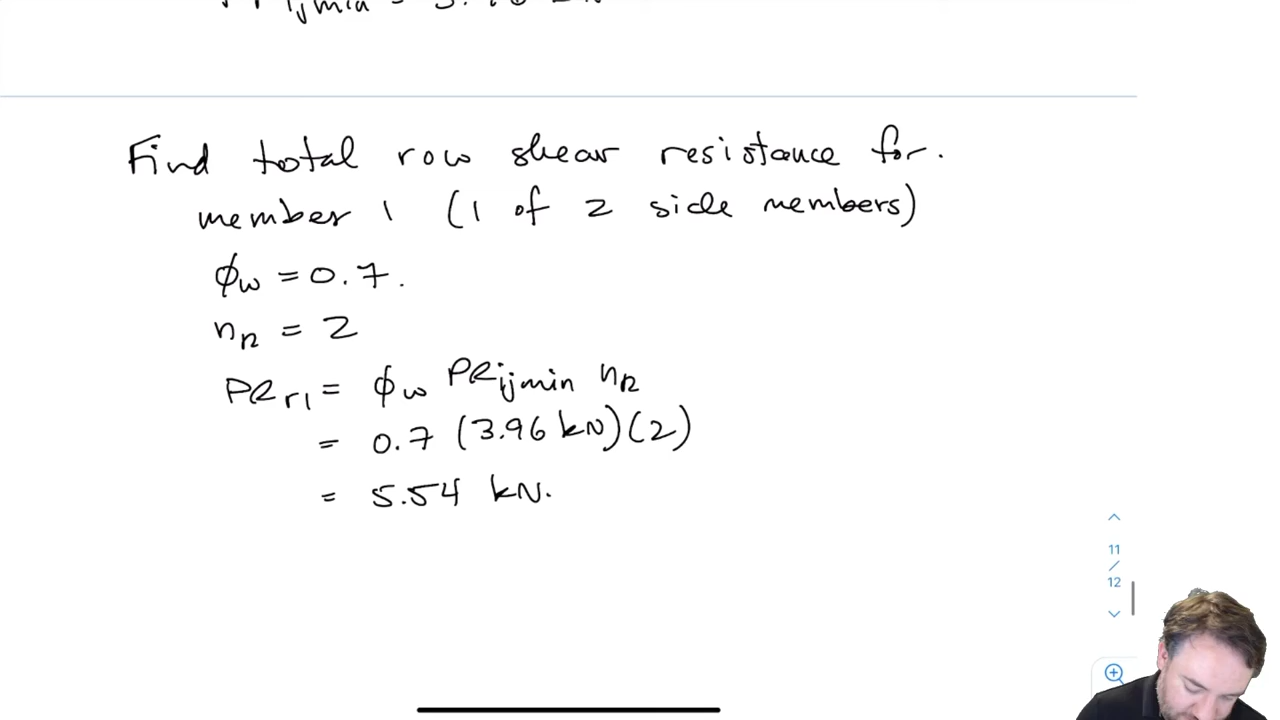 ijmin
Find total row shear resistance for.
member 1 (1 of 2 side members)
ϕw = 0.7.
nR = 2
PRr1 = ϕw PRijmin nR
= 0.7 (3.96 kN)(2)
= 5.54 kN.
11
/
12